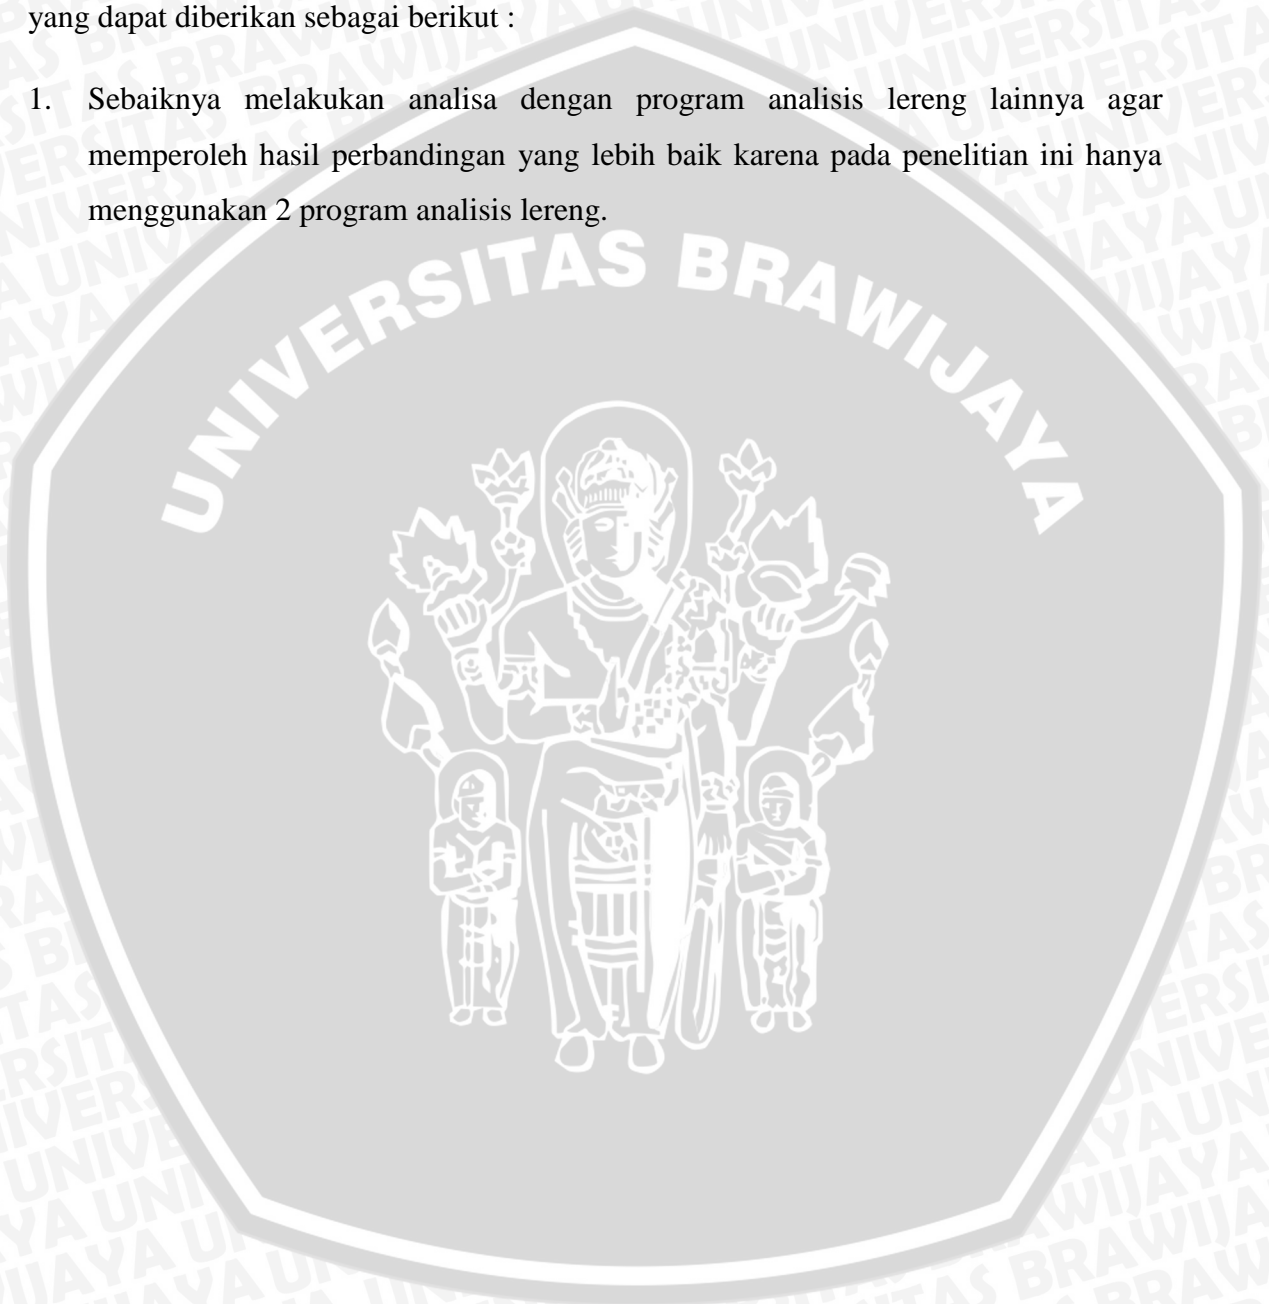 yang dapat diberikan sebagai berikut :
1. Sebaiknya melakukan analisa dengan program analisis lereng lainnya agar
memperoleh hasil perbandingan yang lebih baik karena pada penelitian ini hanya
menggunakan 2 program analisis lereng.
UNIVERSITAS BRAWIJAYA